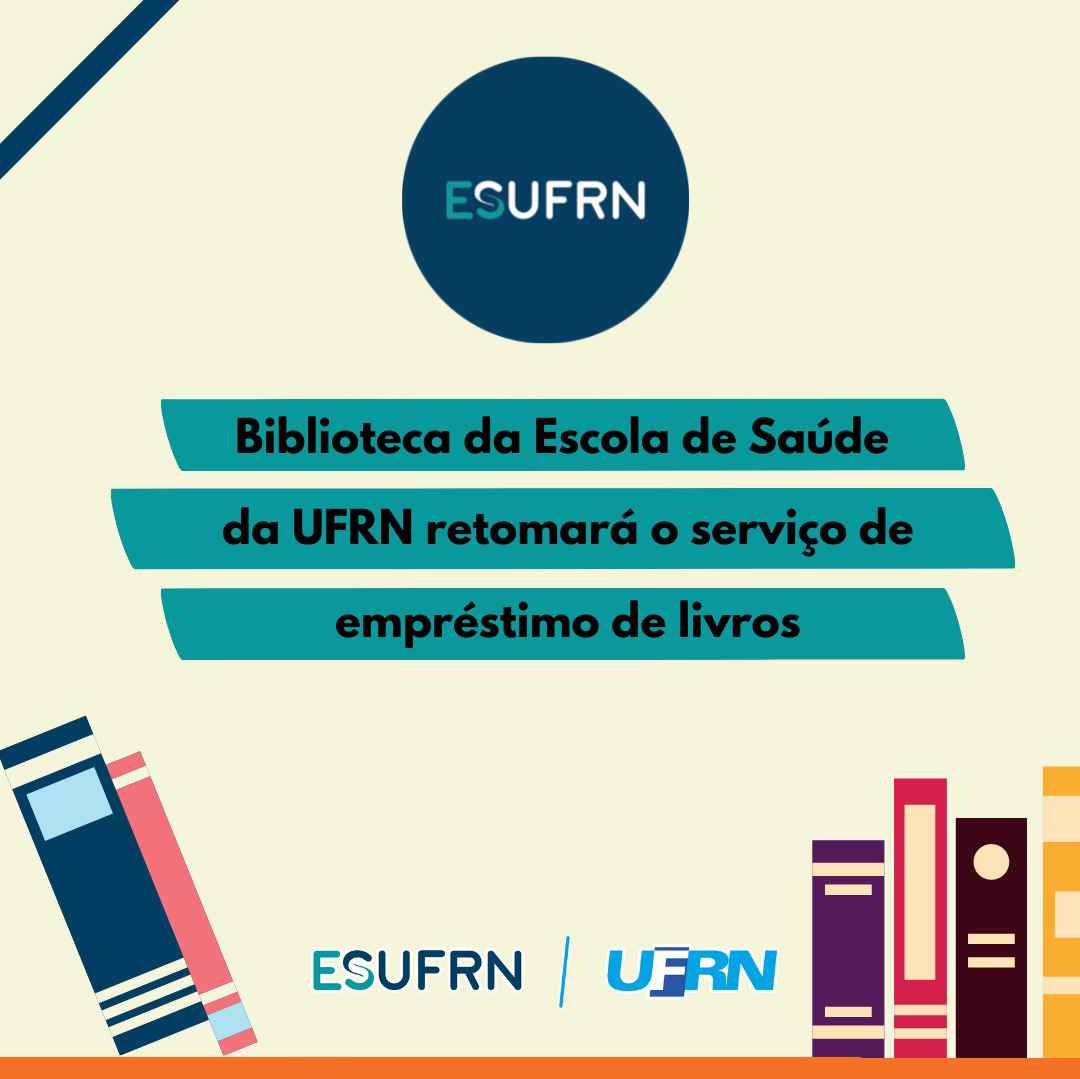 ESUFRN
Biblioteca da Escola de Saúde
da UFRN retomará o serviço de
empréstimo de livros
ESUFRN
UFRN